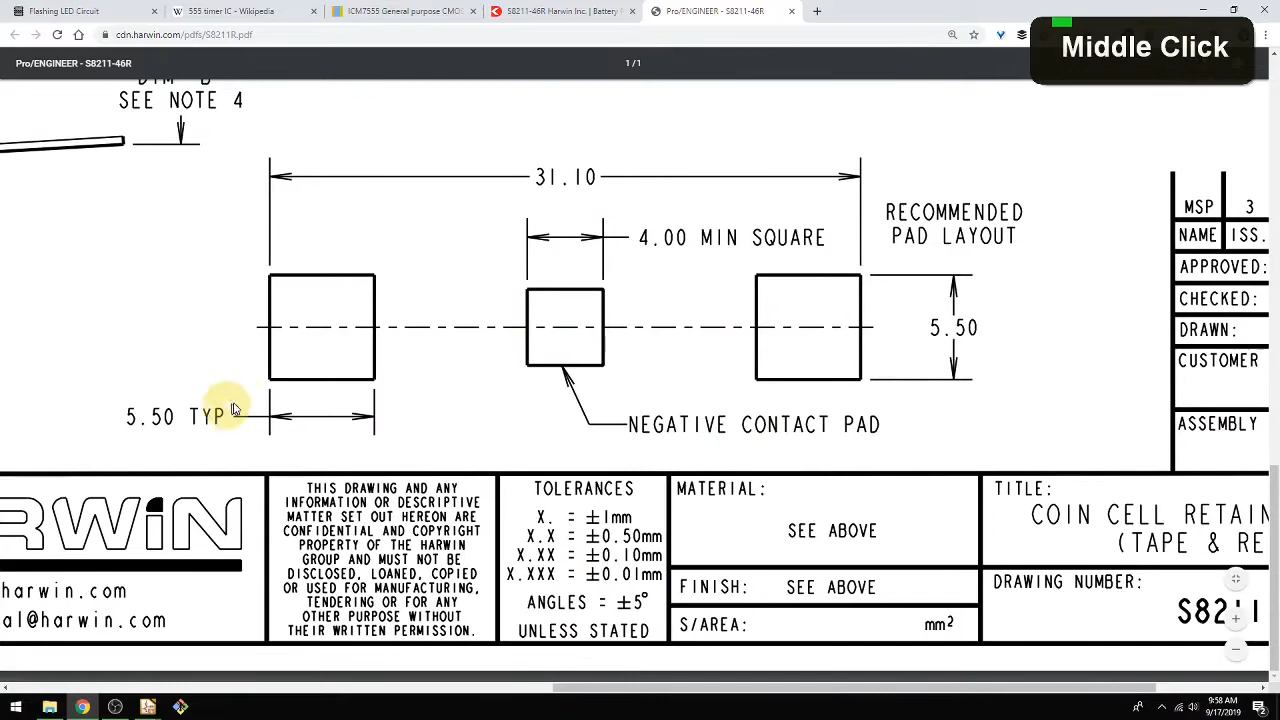 Flashing LED Circuit
555 timer IC - Wikipedia
ICM7555 General purpose CMOS
S8211-46R Harwin Inc. | Battery
Pro/ENGINEER - S8211-46R
cdn.harwin.com/pdfs/S8211R.pdf
Middle Click
Pro/ENGINEER - S8211-46R
1 / 1
SEE NOTE 4
31.10
4.00 MIN SQUARE
RECOMMENDED
PAD LAYOUT
5.50
5.50 TYP
NEGATIVE CONTACT PAD
MSP 3
NAME ISS.
APPROVED:
CHECKED:
DRAWN:
CUSTOMER
ASSEMBLY
RWiN
harwin.com
al@harwin.com
THIS DRAWING AND ANY
INFORMATION OR DESCRIPTIVE
MATTER SET OUT HEREON ARE
CONFIDENTIAL AND COPYRIGHT
PROPERTY OF THE HARWIN
GROUP AND MUST NOT BE
DISCLOSED, LOANED, COPIED
OR USED FOR MANUFACTURING,
TENDERING OR FOR ANY
OTHER PURPOSE WITHOUT
THEIR WRITTEN PERMISSION.
TOLERANCES
X. = ±1mm
X.X = ±0.50mm
X.XX = ±0.10mm
X.XXX = ±0.01mm
ANGLES = ±5°
UNLESS STATED
MATERIAL:
SEE ABOVE
FINISH: SEE ABOVE
S/AREA: mm²
TITLE:
COIN CELL RETAIN
(TAPE & RE
DRAWING NUMBER:
S8211
9:58 AM
9/17/2019